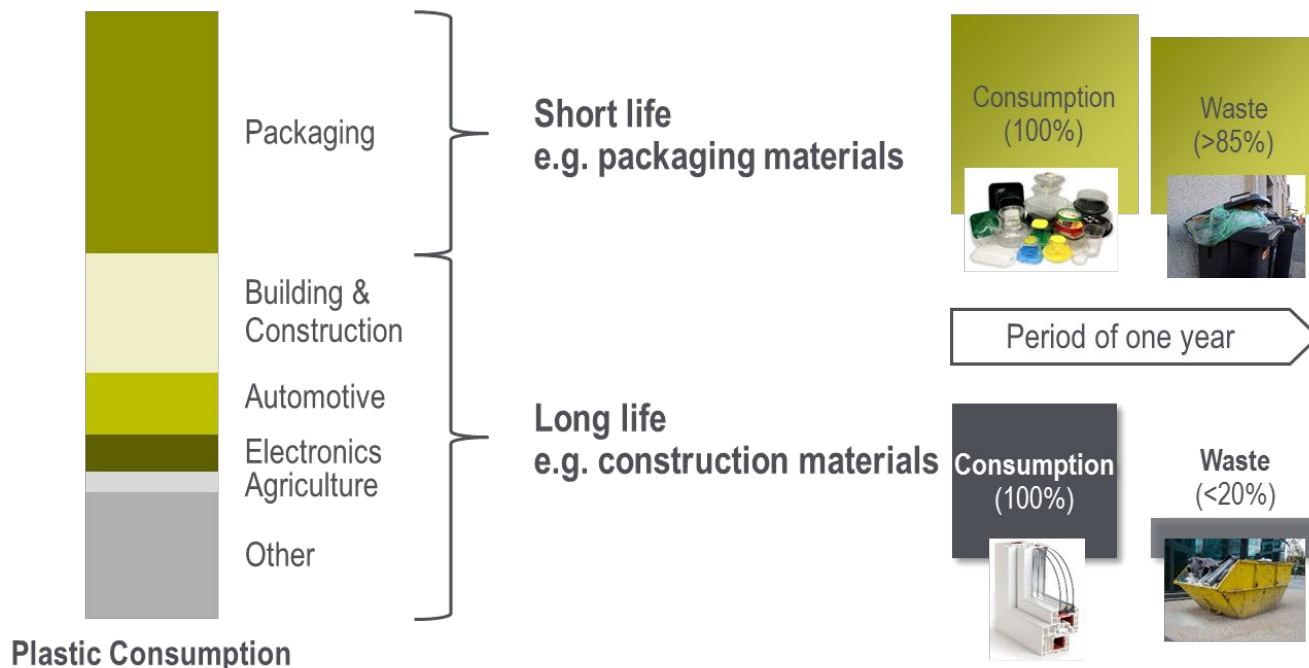 Packaging
Building &
Construction
Automotive
Electronics
Agriculture
Other
Plastic Consumption
Short life
e.g. packaging materials
Long life
e.g. construction materials
Consumption
(100%)
Waste
(>85%)
Period of one year
Consumption
(100%)
Waste
(<20%)